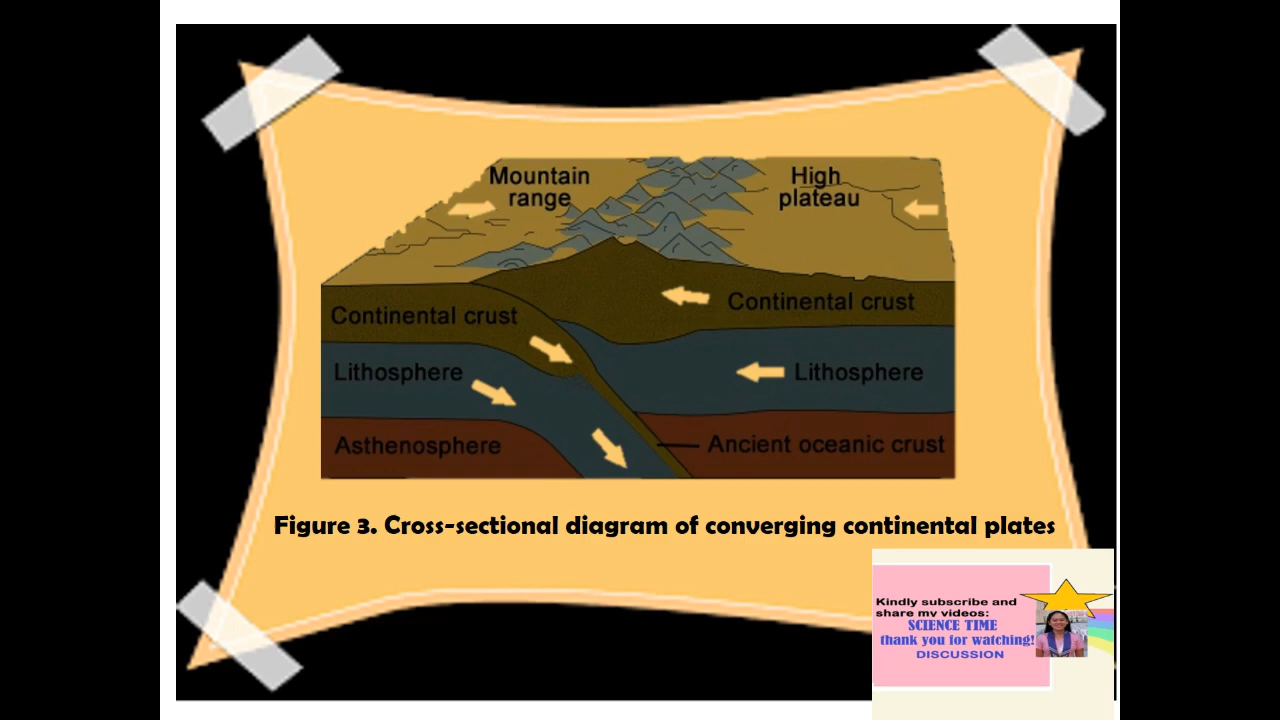 Mountain
range
High
plateau
Continental crust
Continental crust
Lithosphere
Lithosphere
Asthenosphere
Ancient oceanic crust
Figure 3. Cross-sectional diagram of converging continental plates
Kindly subscribe and
share my videos:
SCIENCE TIME
thank you for watching!
DISCUSSION